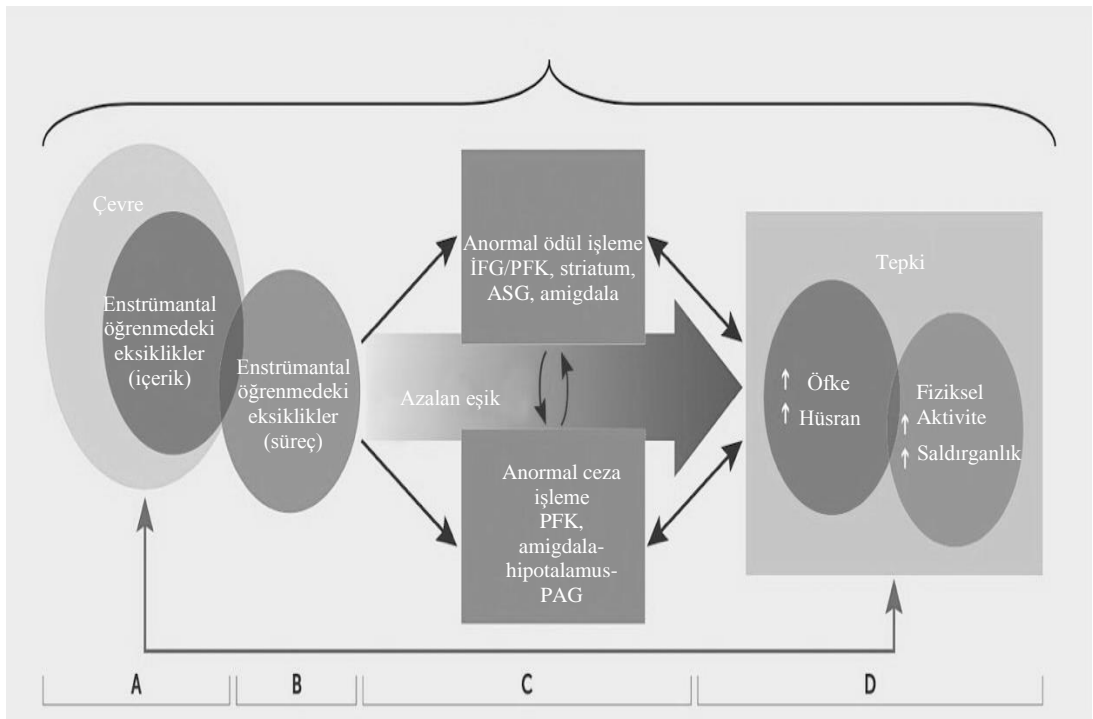 Çevre
Enstrümantal
öğrenmedeki
eksiklikler
(içerik)
Enstrümantal
öğrenmedeki
eksiklikler
(süreç)
Anormal ödül işleme
İFG/PFK, striatum,
ASG, amigdala
Azalan eşik
Anormal ceza
işleme
PFK,
amigdala-
hipotalamus-
PAG
Tepki
↑ Öfke
↑ Hüsran
Fiziksel
↑ Aktivite
↑ Saldırganlık
A B C D